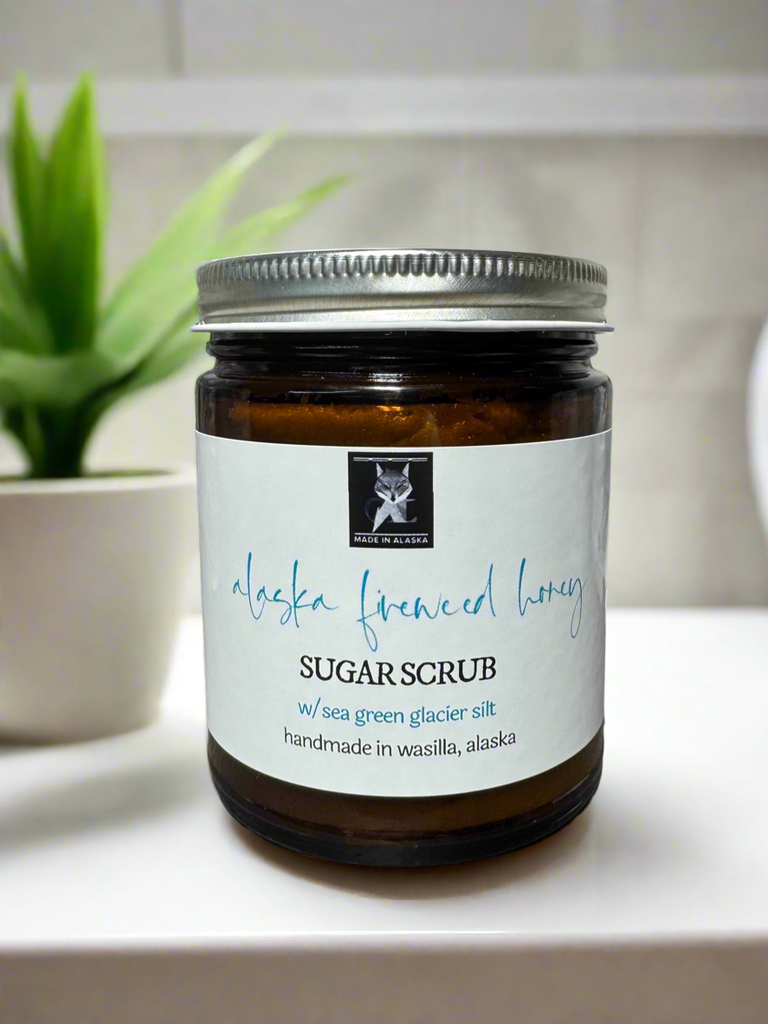 MADE IN ALASKA
alaska fireweed honey
SUGAR SCRUB
w/ sea green glacier silt
handmade in wasilla, alaska